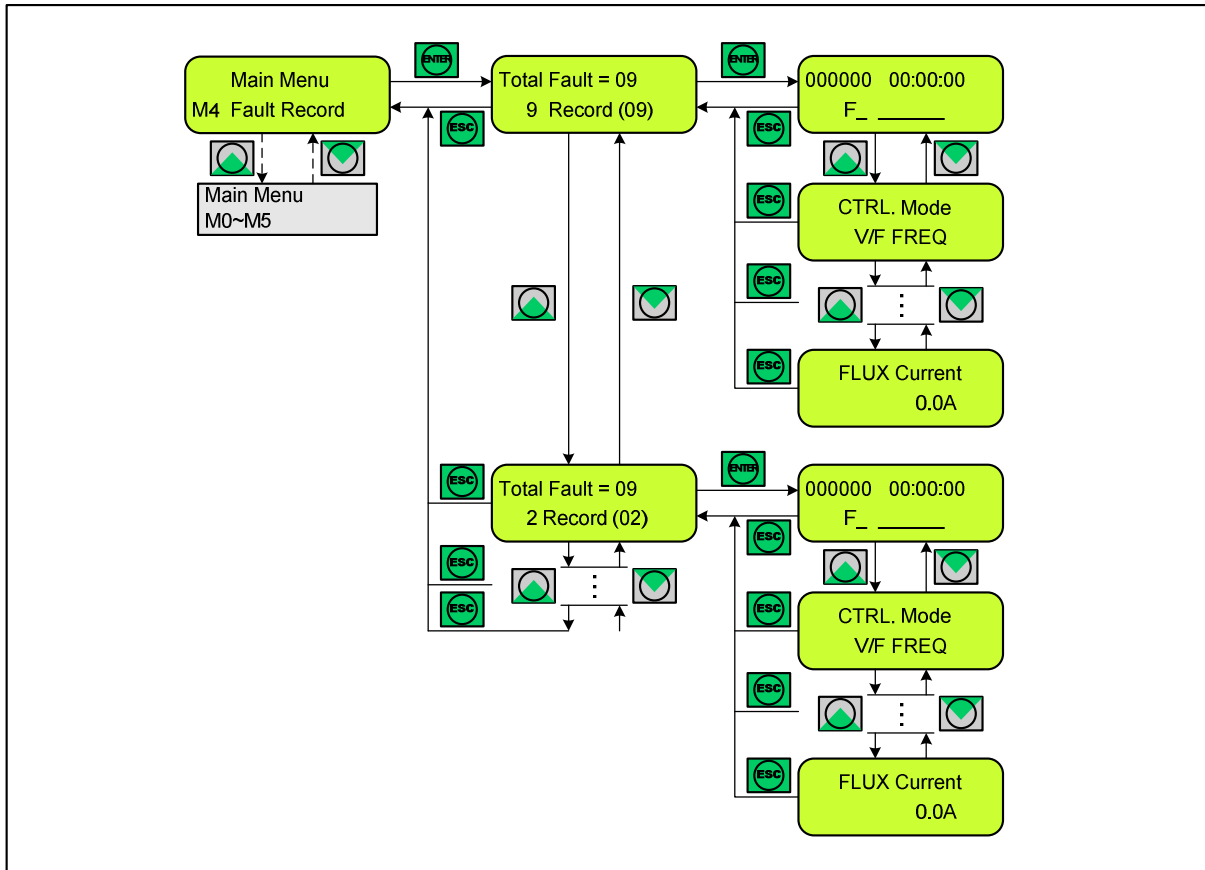 ENTER
ENTER
Main Menu
M4 Fault Record
Total Fault = 09
9 Record (09)
000000 00:00:00
F_ ______
ESC
ESC
Main Menu
M0~M5
ESC
CTRL. Mode
V/F FREQ
ESC
ESC
FLUX Current
0.0A
ENTER
ESC
Total Fault = 09
2 Record (02)
000000 00:00:00
F_ ______
ESC
ESC
ESC
ESC
CTRL. Mode
V/F FREQ
ESC
ESC
FLUX Current
0.0A